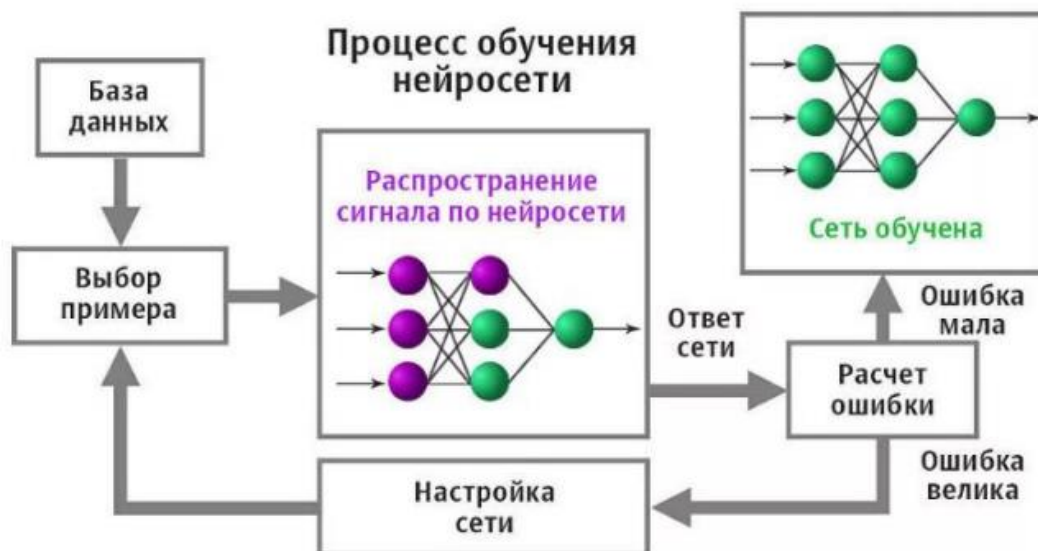 Процесс обучения
нейросети
База
данных
Выбор
примера
Распространение
сигнала по нейросети
Ответ
сети
Расчет
ошибки
Ошибка
мала
Сеть обучена
Ошибка
велика
Настройка
сети